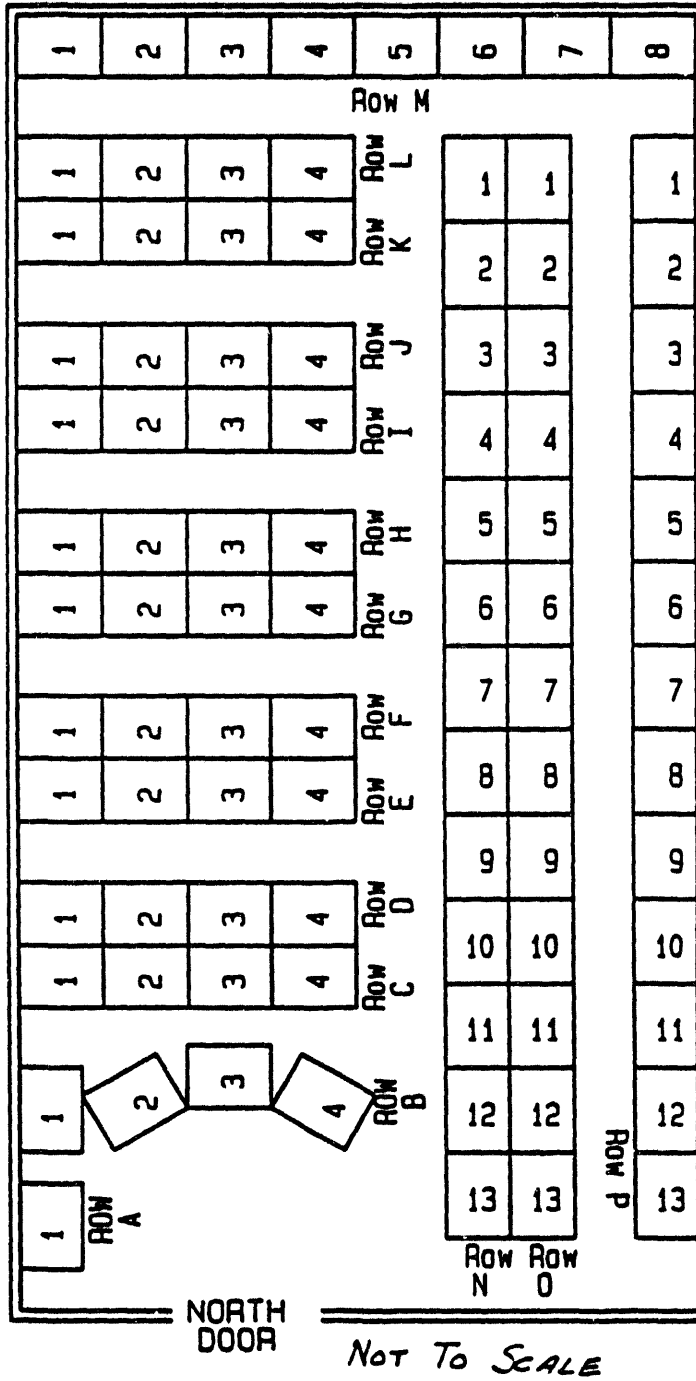 1 2 3 4 5 6 7 8
Row M
1 2 3 4 Row L
1 2 3 4 Row K
1 2 3 4 Row J
1 2 3 4 Row I
1 2 3 4 Row H
1 2 3 4 Row G
1 2 3 4 Row F
1 2 3 4 Row E
1 2 3 4 Row D
1 2 3 4 Row C
1 2 3 4 ROW B
1 ROW A
1 1 1
2 2 2
3 3 3
4 4 4
5 5 5
6 6 6
7 7 7
8 8 8
9 9 9
10 10 10
11 11 11
12 12 12
13 13 13
Row N
Row O
Row P
NORTH
DOOR
NOT TO SCALE